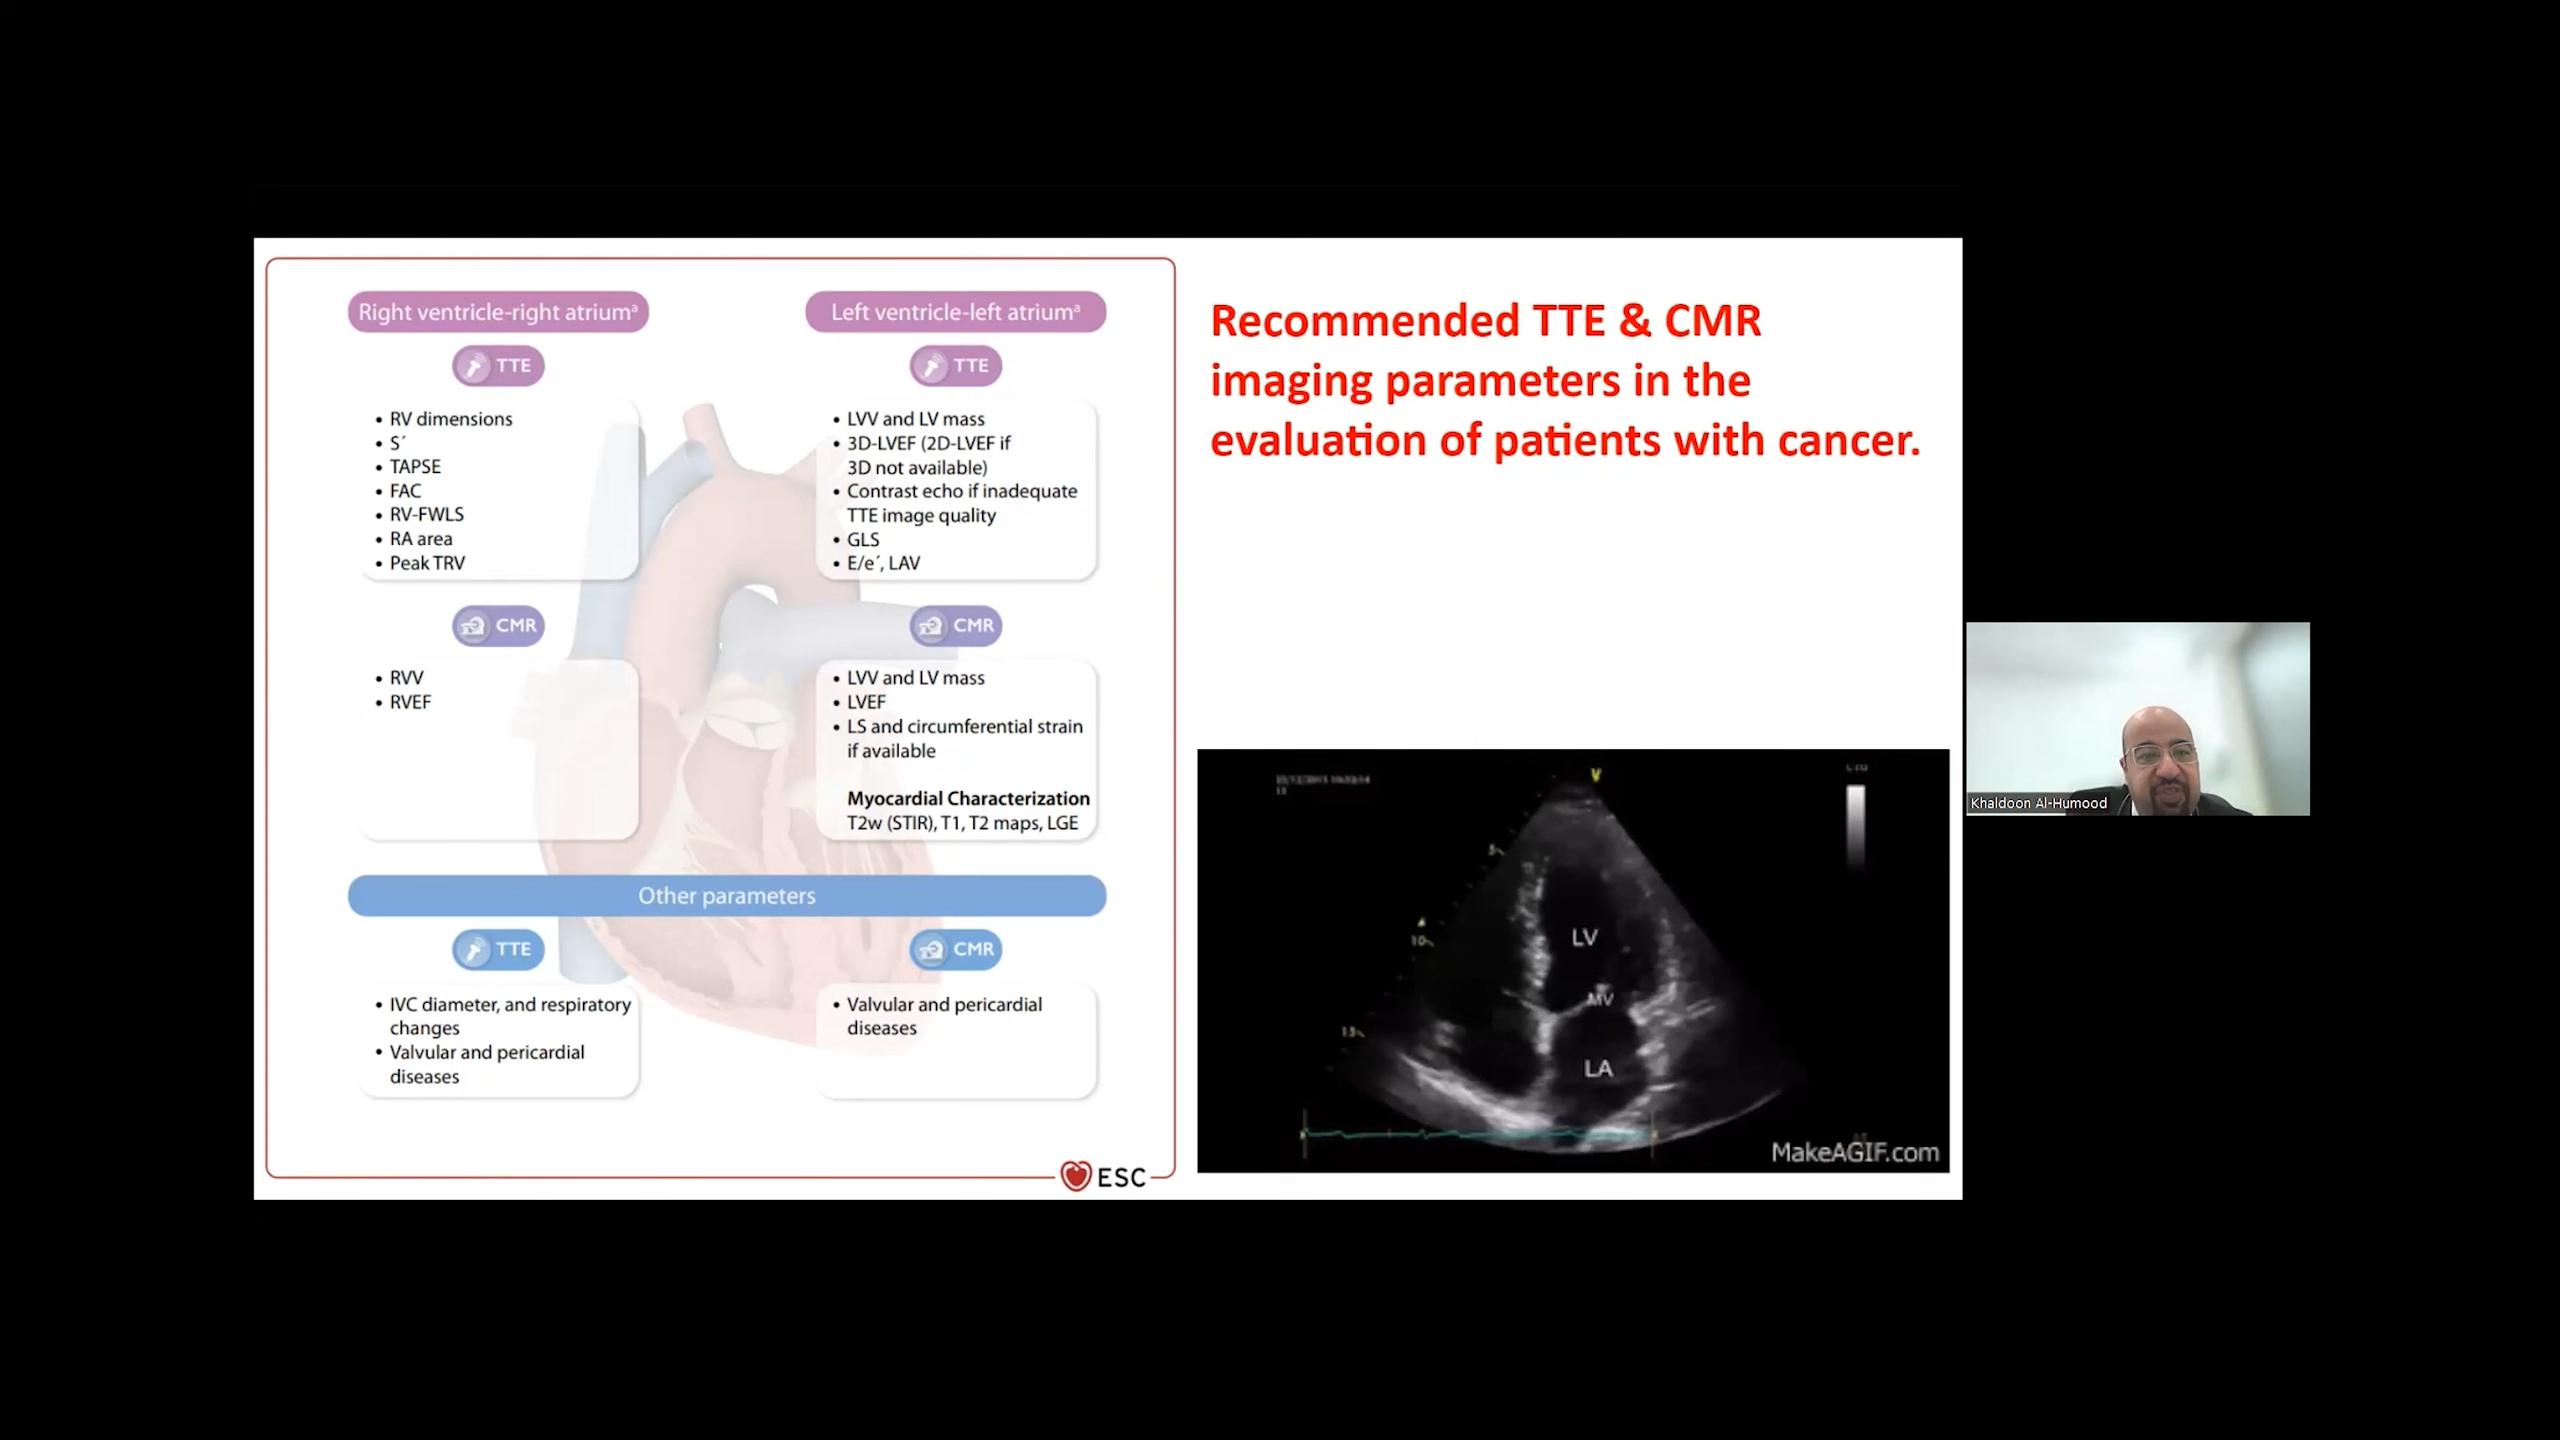 Right ventricle-right atriumᵃ
TTE
• RV dimensions
• S´
• TAPSE
• FAC
• RV-FWLS
• RA area
• Peak TRV
CMR
• RVV
• RVEF
Left ventricle-left atriumᵃ
TTE
• LVV and LV mass
• 3D-LVEF (2D-LVEF if
3D not available)
• Contrast echo if inadequate
TTE image quality
• GLS
• E/e´, LAV
CMR
• LVV and LV mass
• LVEF
• LS and circumferential strain
if available
Myocardial Characterization
T2w (STIR), T1, T2 maps, LGE
Other parameters
TTE
• IVC diameter, and respiratory
changes
• Valvular and pericardial
diseases
CMR
• Valvular and pericardial
diseases
ESC
Recommended TTE & CMR
imaging parameters in the
evaluation of patients with cancer.
V
5
10
15
LV
MV
LA
MakeAGIF.com
Khaldoon Al-Humood